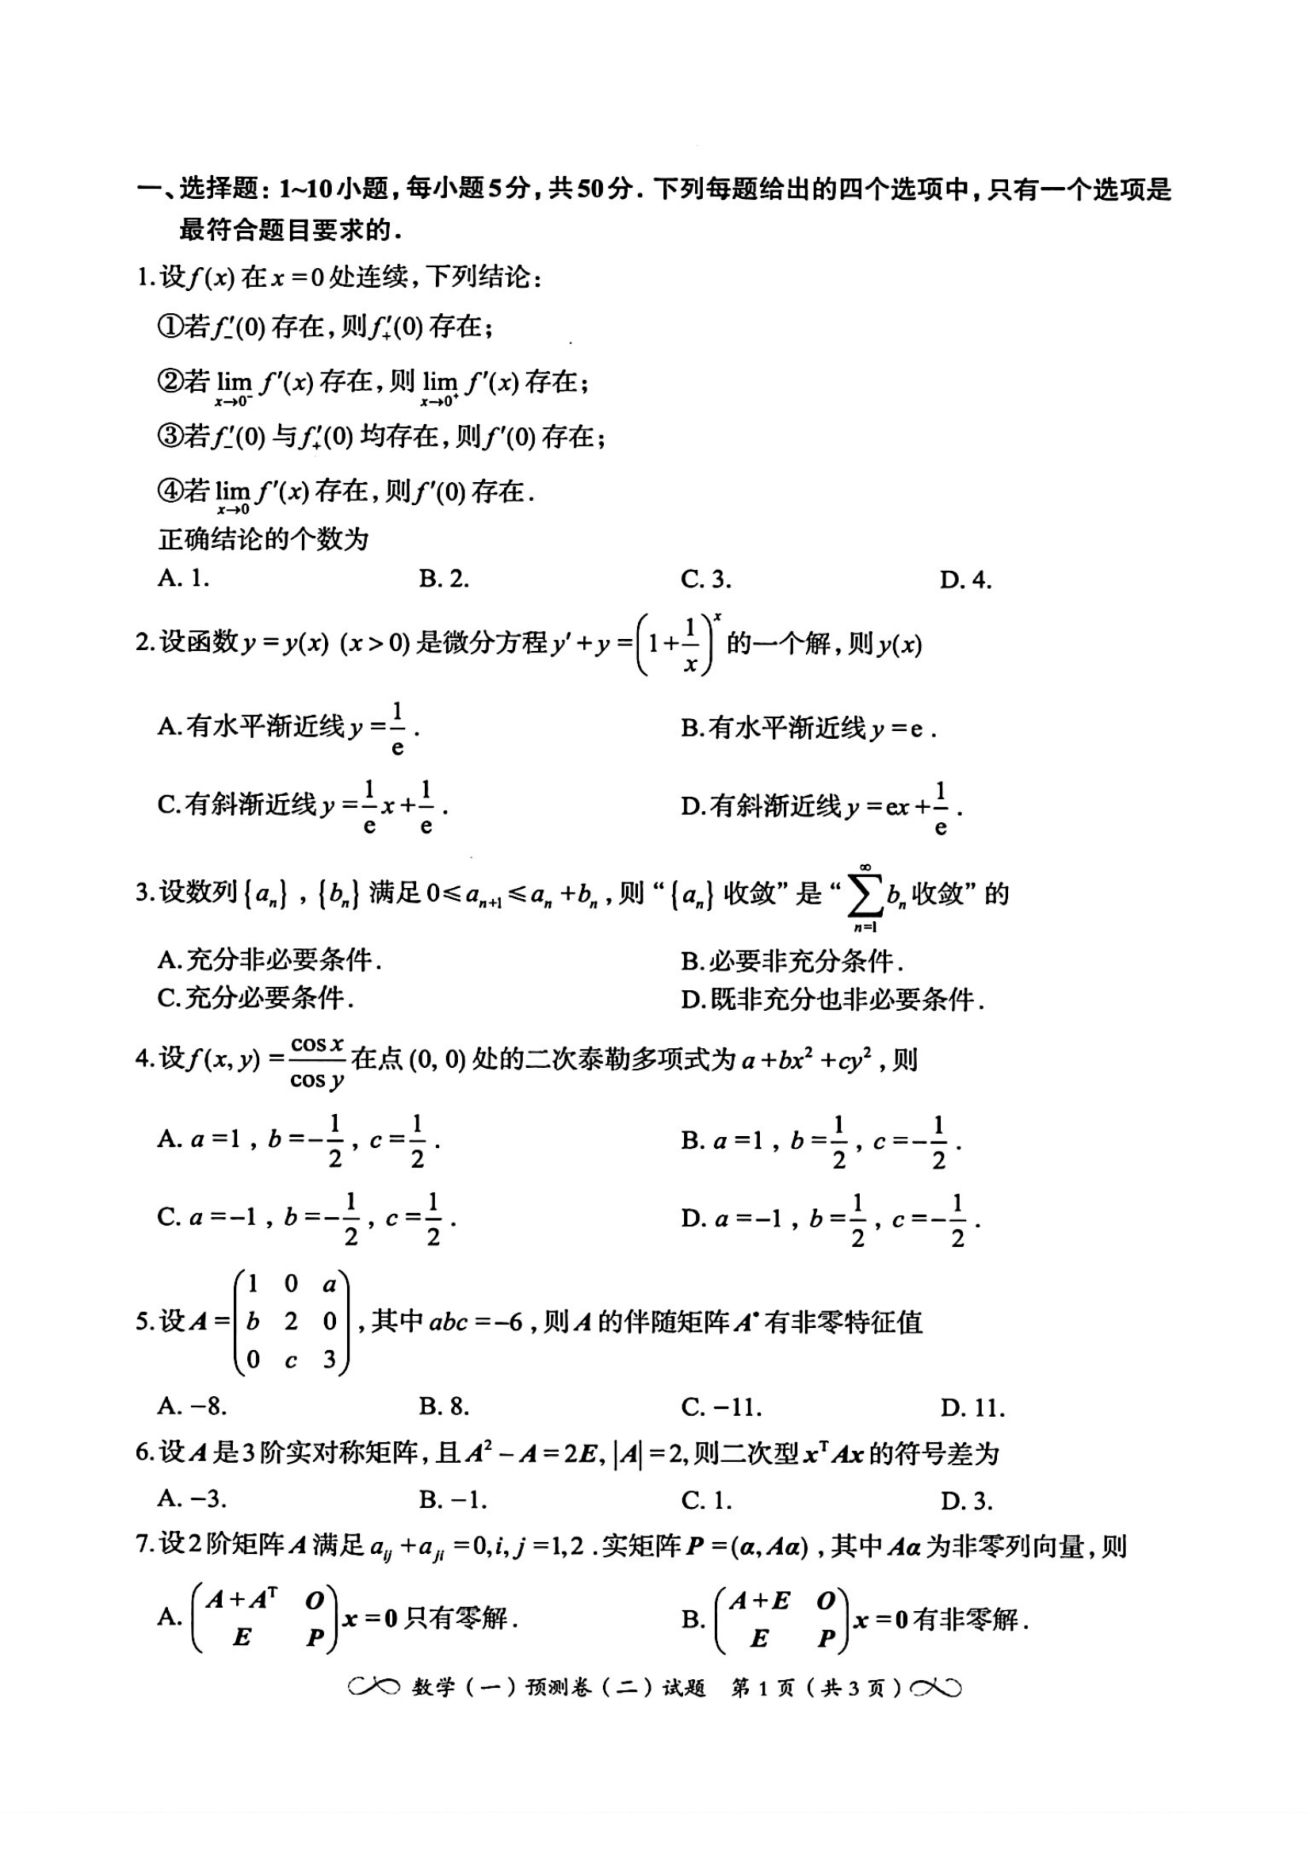 一、选择题：1~10小题，每小题5分，共50分．下列每题给出的四个选项中，只有一个选项是
最符合题目要求的．
1.设f(x)在x=0处连续，下列结论：
①若f′₋(0)存在，则f′₊(0)存在；
②若lim_{x→0⁻} f′(x)存在，则lim_{x→0⁺} f′(x)存在；
③若f′₋(0)与f′₊(0)均存在，则f′(0)存在；
④若lim_{x→0} f′(x)存在，则f′(0)存在．
正确结论的个数为
A. 1. B. 2. C. 3. D. 4.
2.设函数y=y(x) (x>0)是微分方程y′+y=(1+1/x)^x的一个解，则y(x)
A.有水平渐近线y=1/e． B.有水平渐近线y=e．
C.有斜渐近线y=1/e x+1/e． D.有斜渐近线y=ex+1/e．
3.设数列{aₙ}，{bₙ}满足0≤aₙ₊₁≤aₙ+bₙ，则“{aₙ}收敛”是“∑_{n=1}^{∞} bₙ收敛”的
A.充分非必要条件． B.必要非充分条件．
C.充分必要条件． D.既非充分也非必要条件．
4.设f(x, y)=cos x/cos y在点(0, 0)处的二次泰勒多项式为a+bx²+cy²，则
A. a=1，b=-1/2，c=1/2． B. a=1，b=1/2，c=-1/2．
C. a=-1，b=-1/2，c=1/2． D. a=-1，b=1/2，c=-1/2．
5.设A=(1 0 a; b 2 0; 0 c 3)，其中abc=-6，则A的伴随矩阵A*有非零特征值
A. -8. B. 8. C. -11. D. 11.
6.设A是3阶实对称矩阵，且A²-A=2E, |A|=2,则二次型xᵀAx的符号差为
A. -3. B. -1. C. 1. D. 3.
7.设2阶矩阵A满足a_{ij}+a_{ji}=0,i, j=1,2．实矩阵P=(α, Aα)，其中Aα为非零列向量，则
A. (A+Aᵀ O; E P)x=0只有零解． B. (A+E O; E P)x=0有非零解．
数学（一）预测卷（二）试题 第1页（共3页）